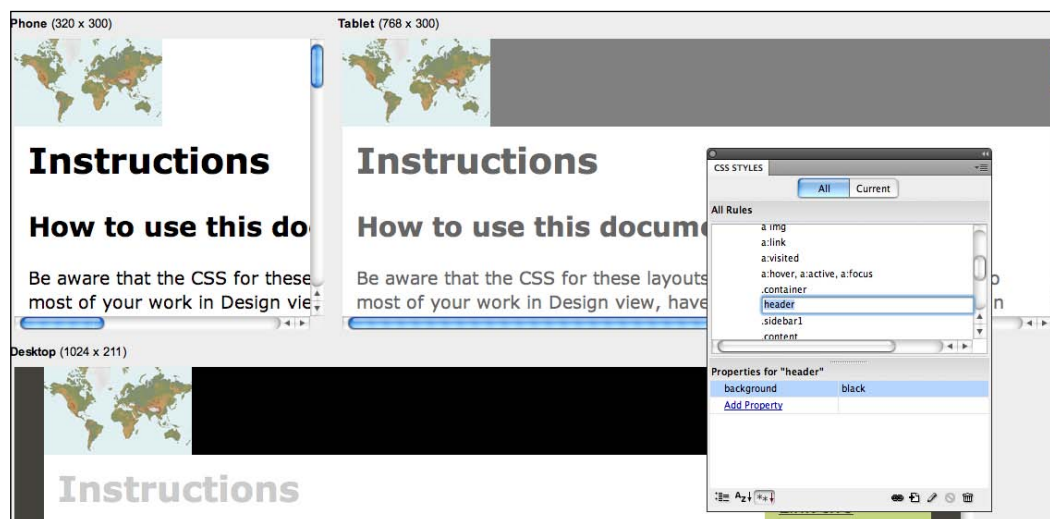 Phone (320 x 300)
Tablet (768 x 300)
Instructions
How to use this do
Be aware that the CSS for these
most of your work in Design vie
Instructions
How to use this docum
Be aware that the CSS for these layouts
most of your work in Design view, have
n
Desktop (1024 x 211)
Instructions
CSS STYLES
All
Current
All Rules
a img
a:link
a:visited
a:hover, a:active, a:focus
.container
header
.sidebar1
.content
Properties for "header"
background black
Add Property